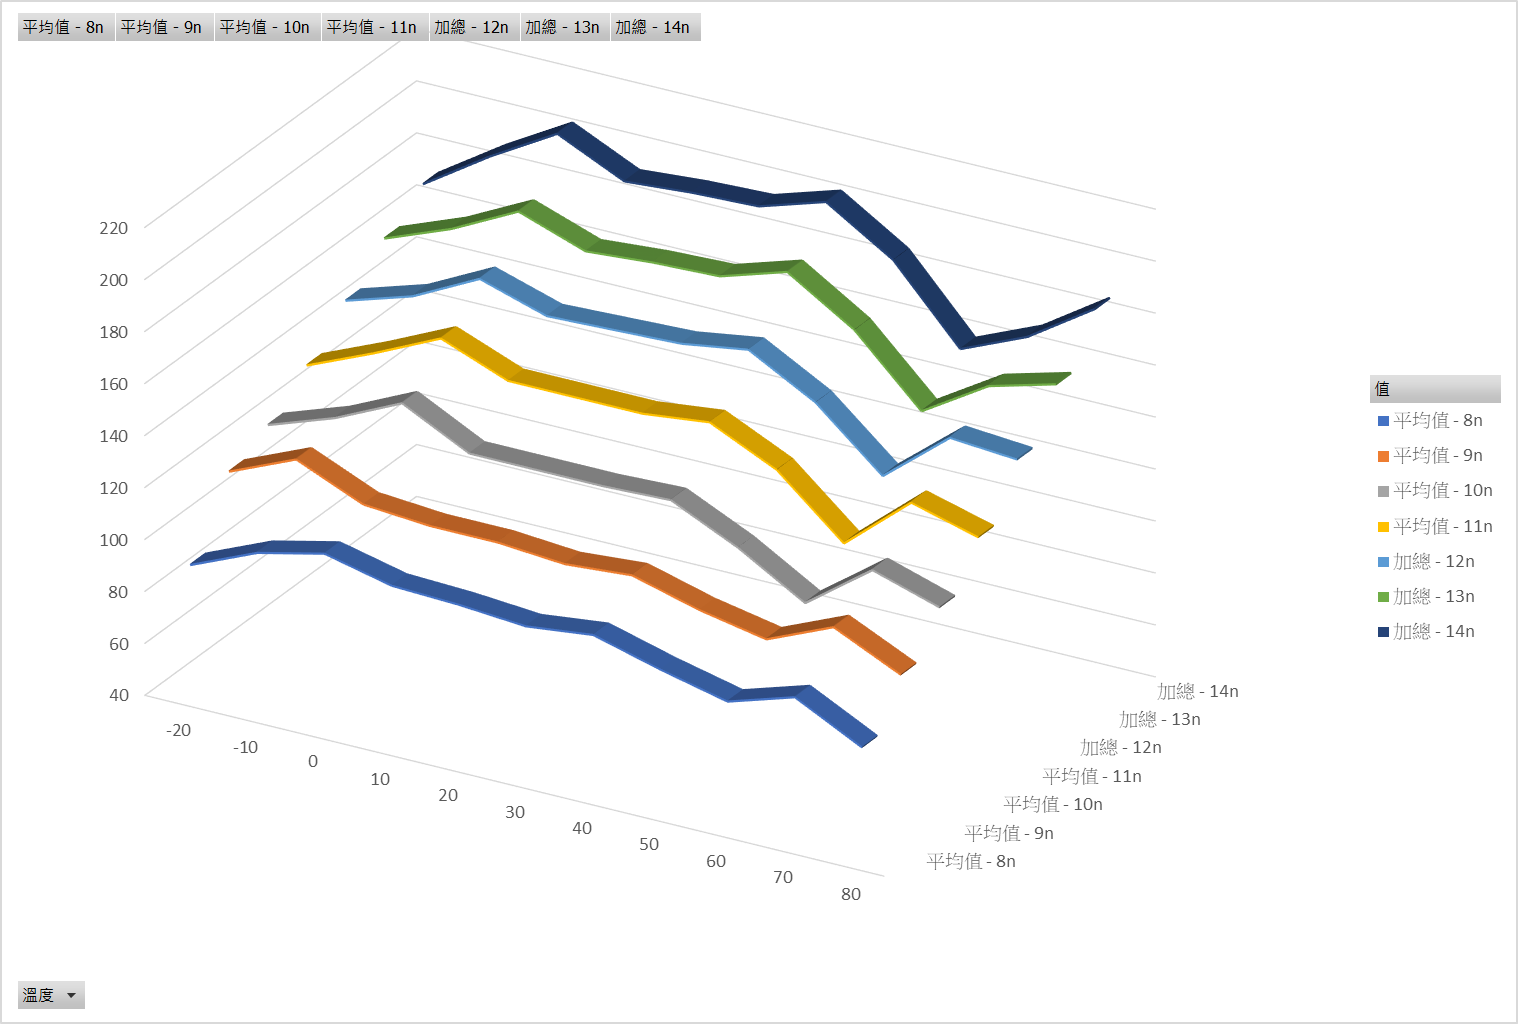 平均值 - 8n 平均值 - 9n 平均值 - 10n 平均值 - 11n 加總 - 12n 加總 - 13n 加總 - 14n
220
200
180
160
140
120
100
80
60
40
-20
-10
0
10
20
30
40
50
60
70
80
加總 - 14n
加總 - 13n
加總 - 12n
平均值 - 11n
平均值 - 10n
平均值 - 9n
平均值 - 8n
值
平均值 - 8n
平均值 - 9n
平均值 - 10n
平均值 - 11n
加總 - 12n
加總 - 13n
加總 - 14n
溫度